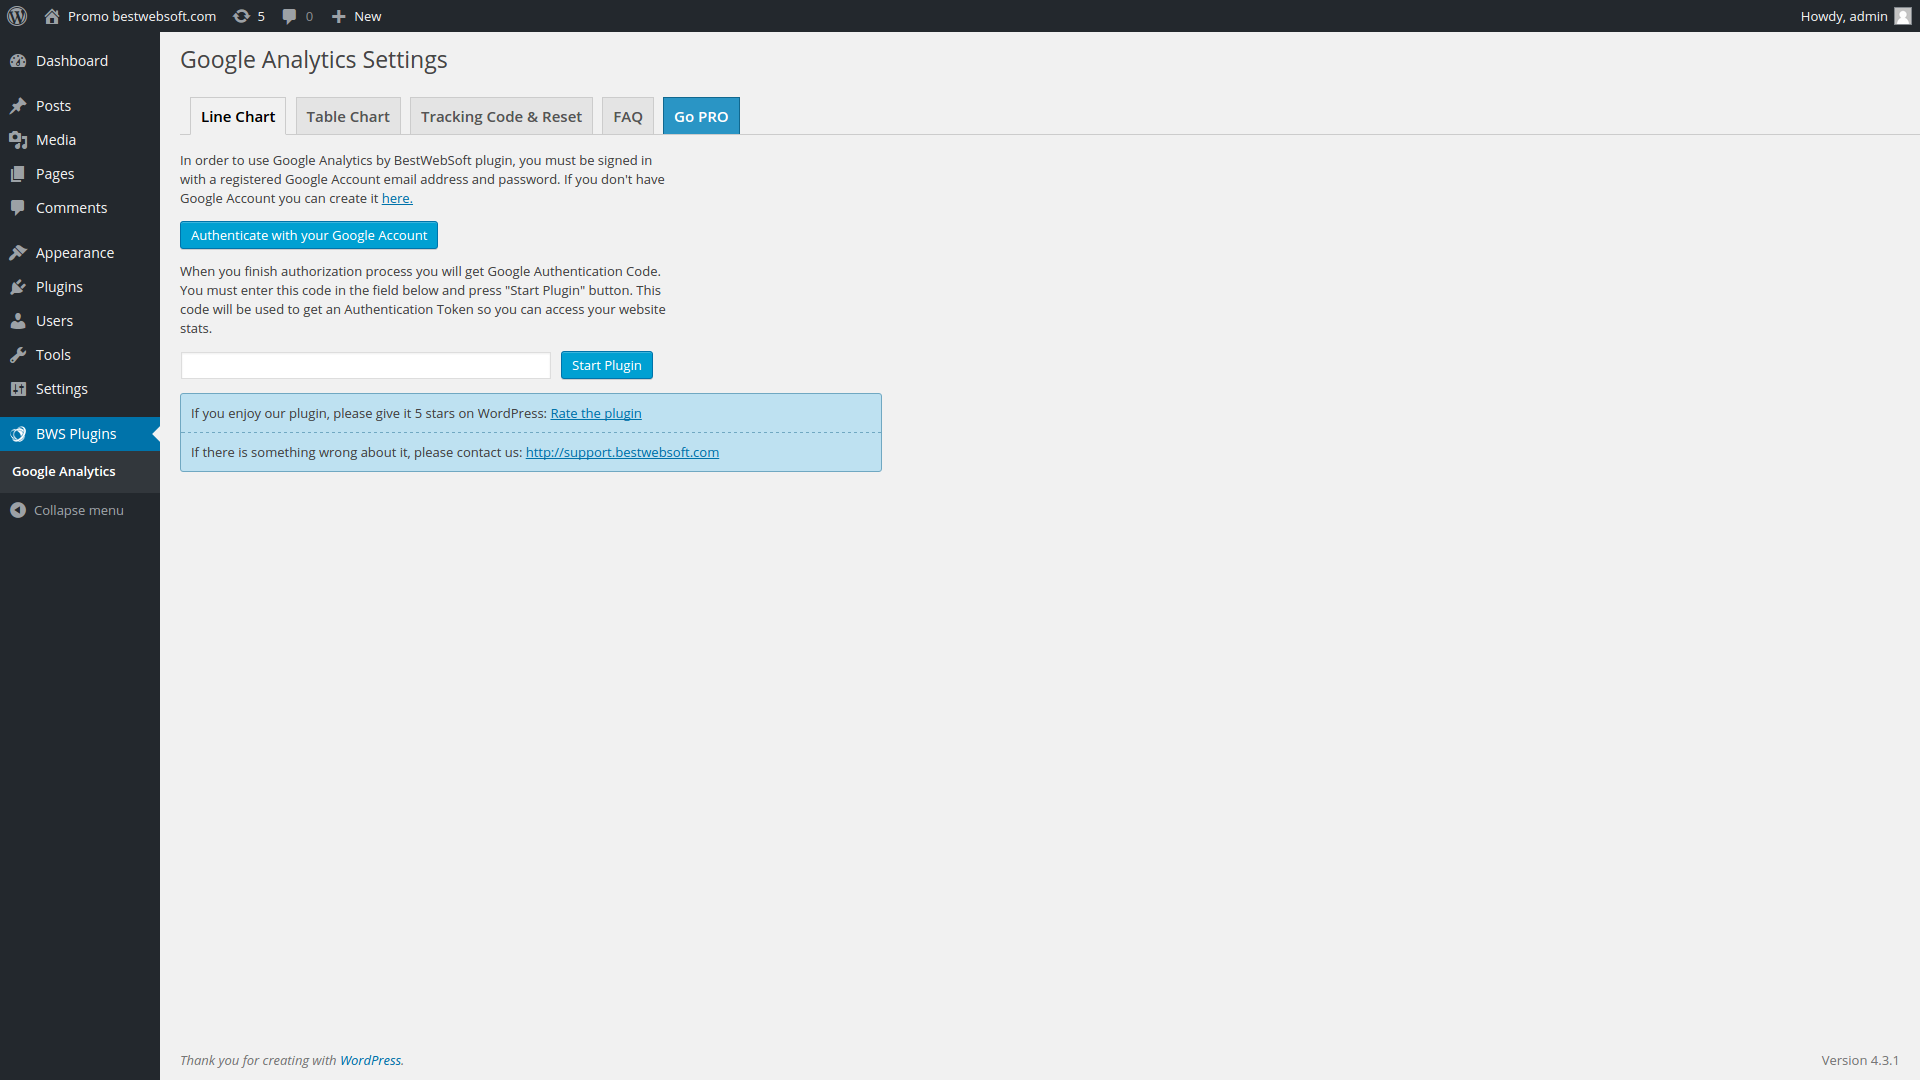 Promo bestwebsoft.com 5 0 New Howdy, admin
Dashboard
Posts
Media
Pages
Comments
Appearance
Plugins
Users
Tools
Settings
BWS Plugins
Google Analytics
Collapse menu
Google Analytics Settings
Line Chart Table Chart Tracking Code & Reset FAQ Go PRO
In order to use Google Analytics by BestWebSoft plugin, you must be signed in
with a registered Google Account email address and password. If you don't have
Google Account you can create it here.
Authenticate with your Google Account
When you finish authorization process you will get Google Authentication Code.
You must enter this code in the field below and press "Start Plugin" button. This
code will be used to get an Authentication Token so you can access your website
stats.
Start Plugin
If you enjoy our plugin, please give it 5 stars on WordPress: Rate the plugin
If there is something wrong about it, please contact us: http://support.bestwebsoft.com
Thank you for creating with WordPress.
Version 4.3.1